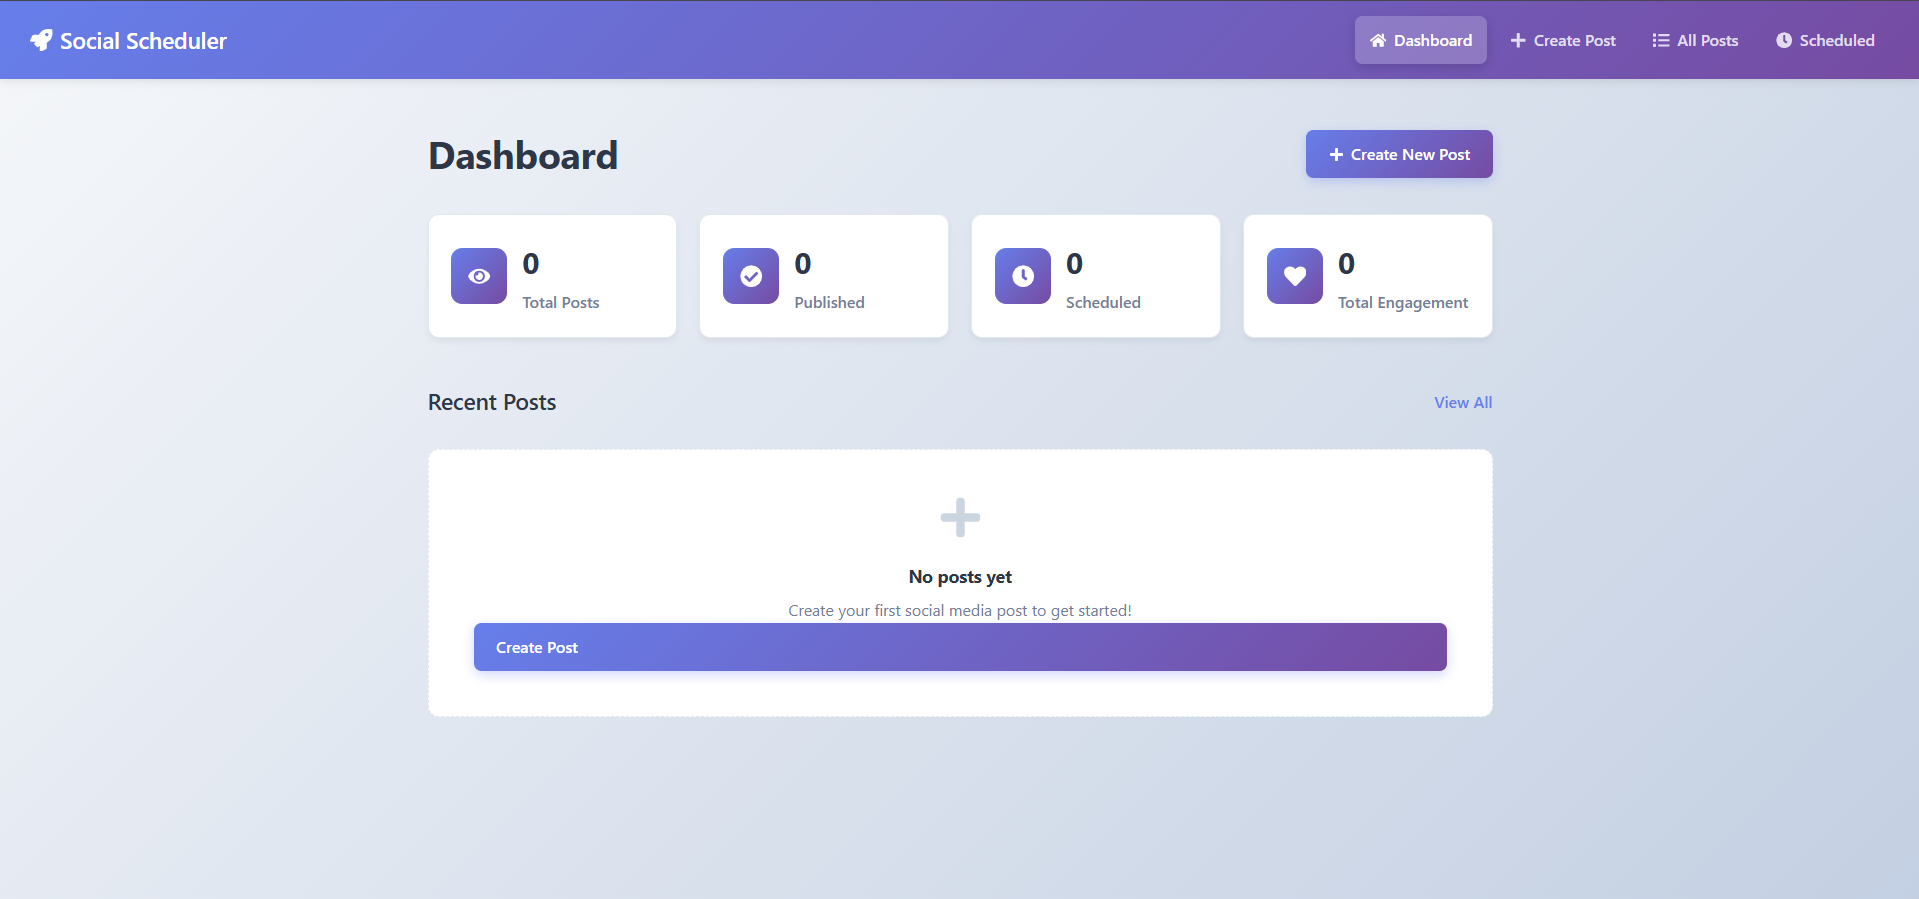 Social Scheduler
Dashboard
Create Post
All Posts
Scheduled
Dashboard
Create New Post
0
Total Posts
0
Published
0
Scheduled
0
Total Engagement
Recent Posts
View All
No posts yet
Create your first social media post to get started!
Create Post